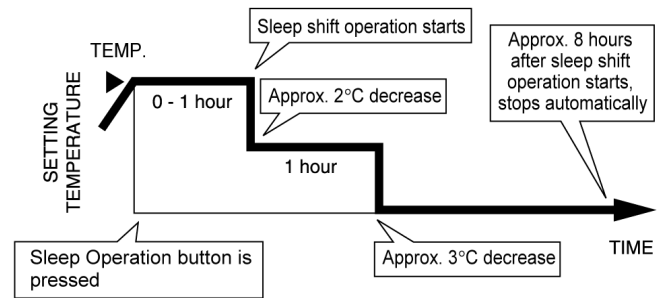 Sleep shift operation starts
TEMP.
Approx. 8 hours
after sleep shift
operation starts,
stops automatically
SETTING
TEMPERATURE
0 - 1 hour
Approx. 2°C decrease
1 hour
Sleep Operation button is
pressed
Approx. 3°C decrease
TIME